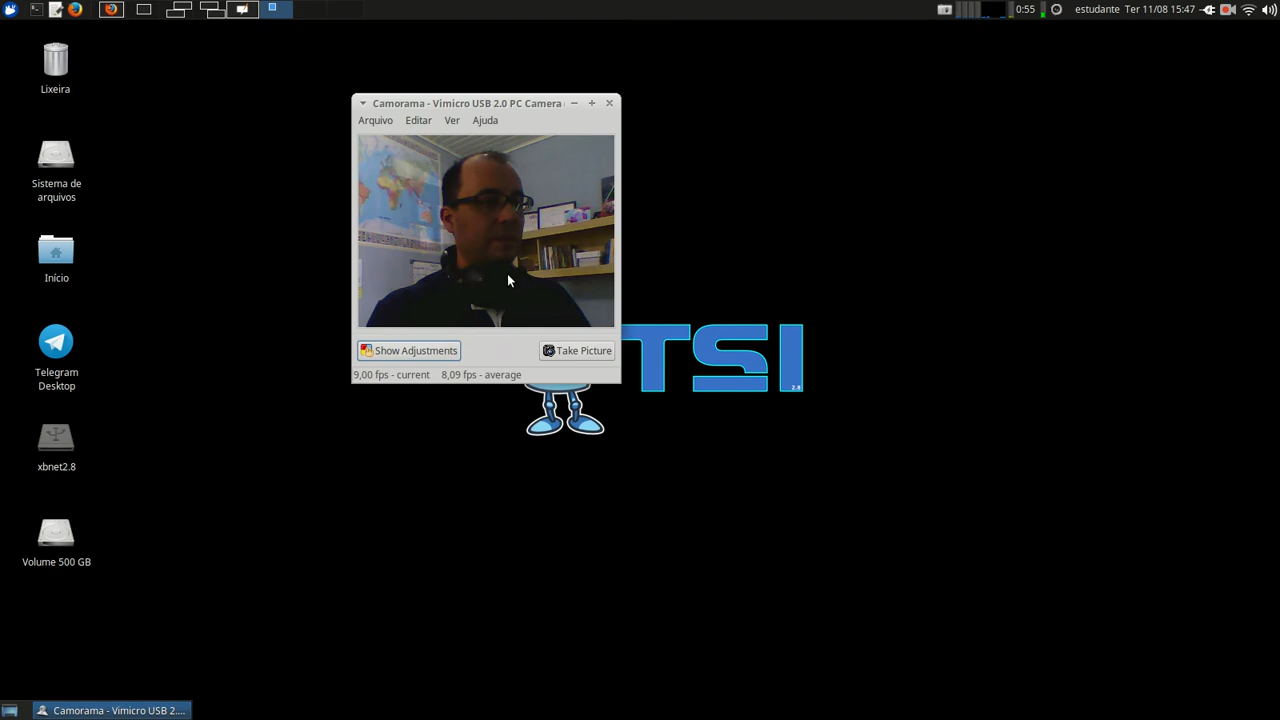 0:55
estudante Ter 11/08 15:47
Lixeira
Sistema de
arquivos
Início
Telegram
Desktop
xbnet2.8
Volume 500 GB
Camorama - Vimicro USB 2.0 PC Camera
Arquivo Editar Ver Ajuda
Show Adjustments
Take Picture
9,00 fps - current 8,09 fps - average
TSI
Camorama - Vimicro USB 2....